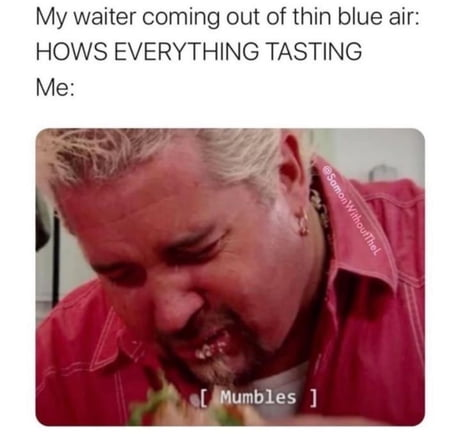 My waiter coming out of thin blue air:
HOWS EVERYTHING TASTING
Me:
@SamonWithoutTheL
[ Mumbles ]